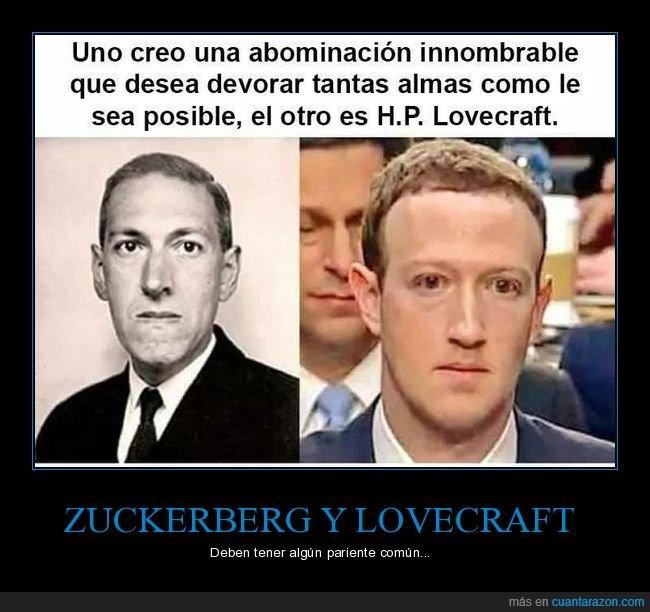 Uno creo una abominación innombrable
que desea devorar tantas almas como le
sea posible, el otro es H.P. Lovecraft.
ZUCKERBERG Y LOVECRAFT
Deben tener algún pariente común...
más en cuantarazon.com